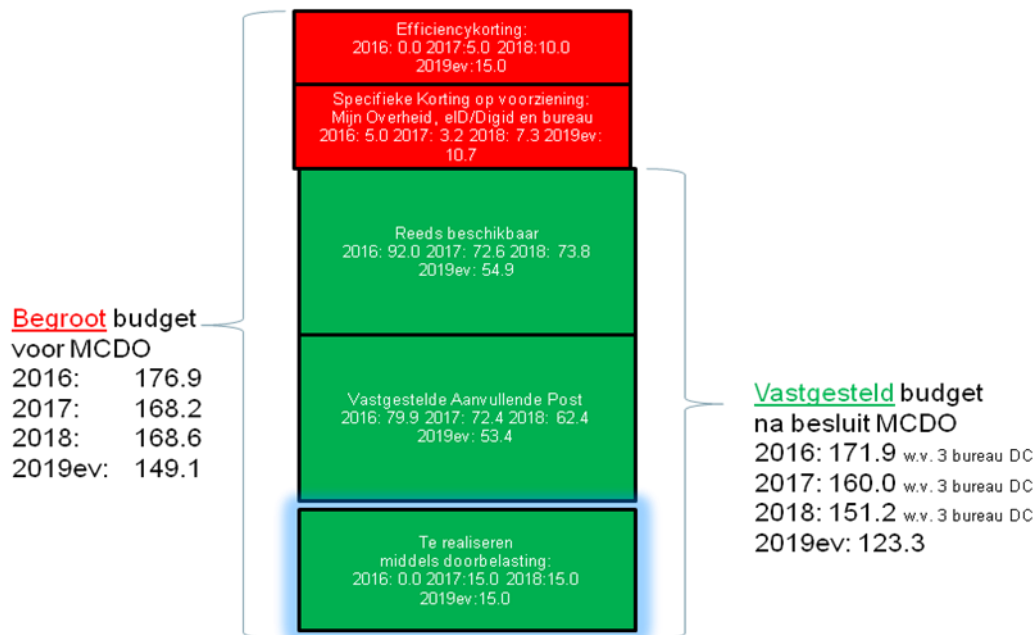 Efficiencykorting:
2016: 0.0 2017:5.0 2018:10.0
2019ev:15.0
Specifieke Korting op voorziening:
Mijn Overheid, eID/Digid en bureau
2016: 5.0 2017: 3.2 2018: 7.3 2019ev:
10.7
Reeds beschikbaar
2016: 92.0 2017: 72.6 2018: 73.8
2019ev: 54.9
Vastgestelde Aanvullende Post
2016: 79.9 2017: 72.4 2018: 62.4
2019ev: 53.4
Te realiseren
middels doorbelasting:
2016: 0.0 2017:15.0 2018:15.0
2019ev:15.0
Begroot budget
voor MCDO
2016: 176.9
2017: 168.2
2018: 168.6
2019ev: 149.1
Vastgesteld budget
na besluit MCDO
2016: 171.9 w.v. 3 bureau DC
2017: 160.0 w.v. 3 bureau DC
2018: 151.2 w.v. 3 bureau DC
2019ev: 123.3